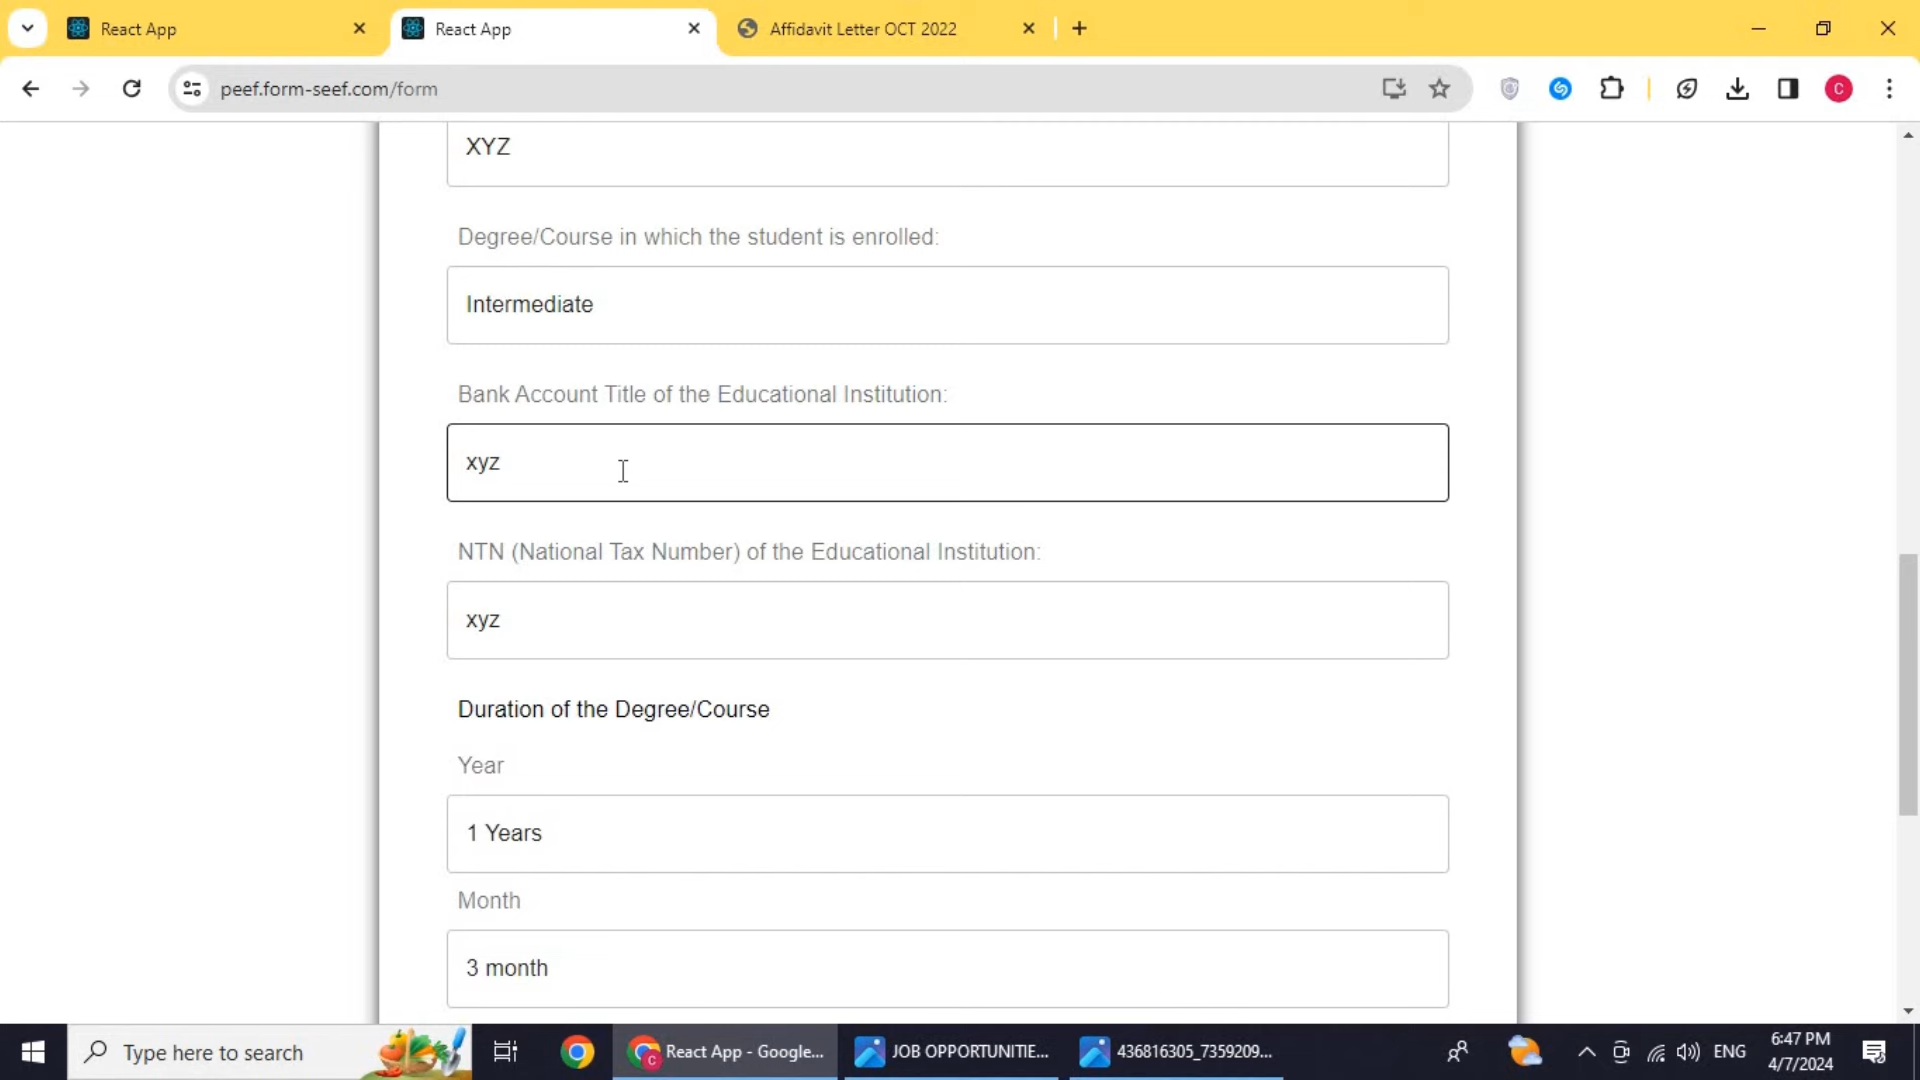 React App
React App
Affidavit Letter OCT 2022
peef.form-seef.com/form
C
XYZ
Degree/Course in which the student is enrolled:
Intermediate
Bank Account Title of the Educational Institution:
xyz
NTN (National Tax Number) of the Educational Institution:
xyz
Duration of the Degree/Course
Year
1 Years
Month
3 month
Type here to search
C
React App - Google...
JOB OPPORTUNITIE...
436816305_7359209...
ENG
6:47 PM
4/7/2024